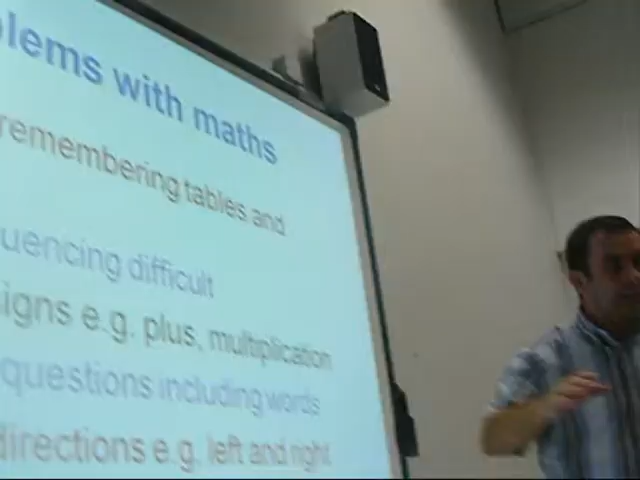 lems with maths
remembering tables and
uencing difficult
igns e.g. plus, multiplication
questions including words
directions e.g. left and right